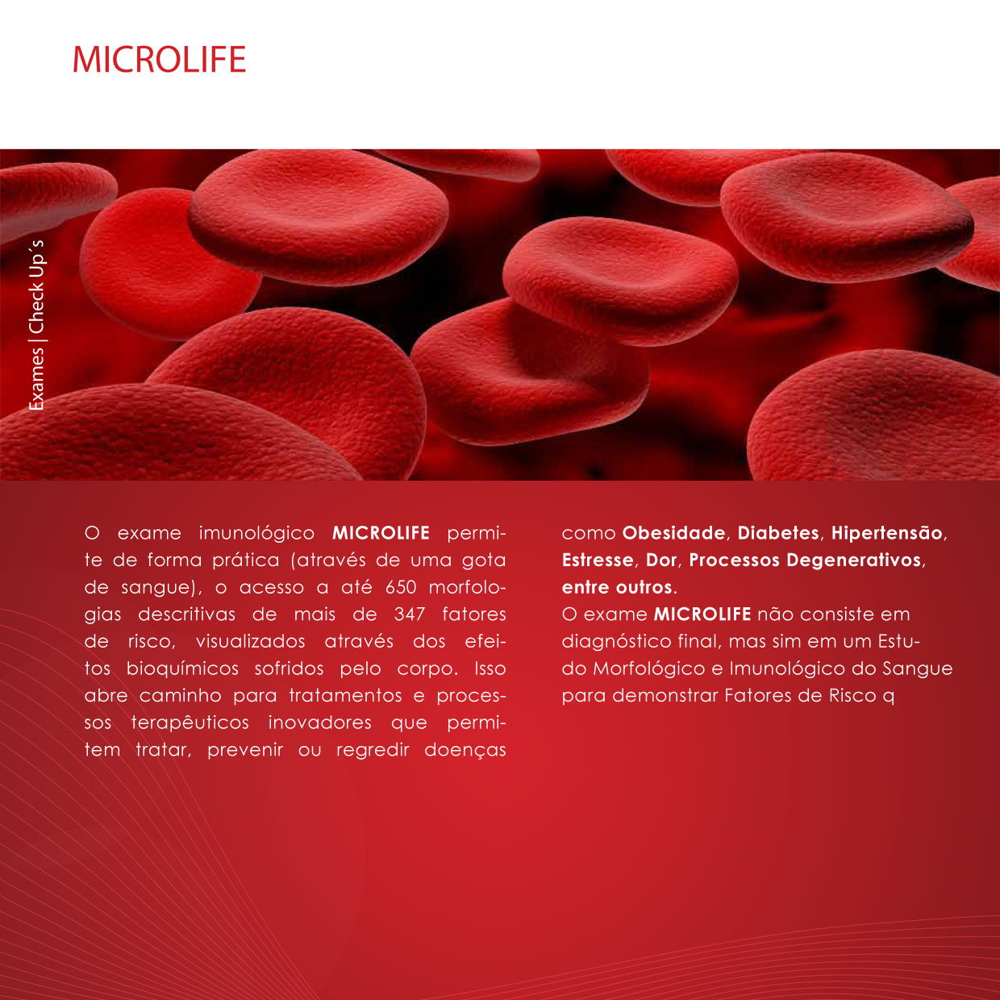 MICROLIFE
Exames | Check Up´s
O exame imunológico MICROLIFE permi-
te de forma prática (através de uma gota
de sangue), o acesso a até 650 morfolo-
gias descritivas de mais de 347 fatores
de risco, visualizados através dos efei-
tos bioquímicos sofridos pelo corpo. Isso
abre caminho para tratamentos e proces-
sos terapêuticos inovadores que permi-
tem tratar, prevenir ou regredir doenças
como Obesidade, Diabetes, Hipertensão,
Estresse, Dor, Processos Degenerativos,
entre outros.
O exame MICROLIFE não consiste em
diagnóstico final, mas sim em um Estu-
do Morfológico e Imunológico do Sangue
para demonstrar Fatores de Risco q